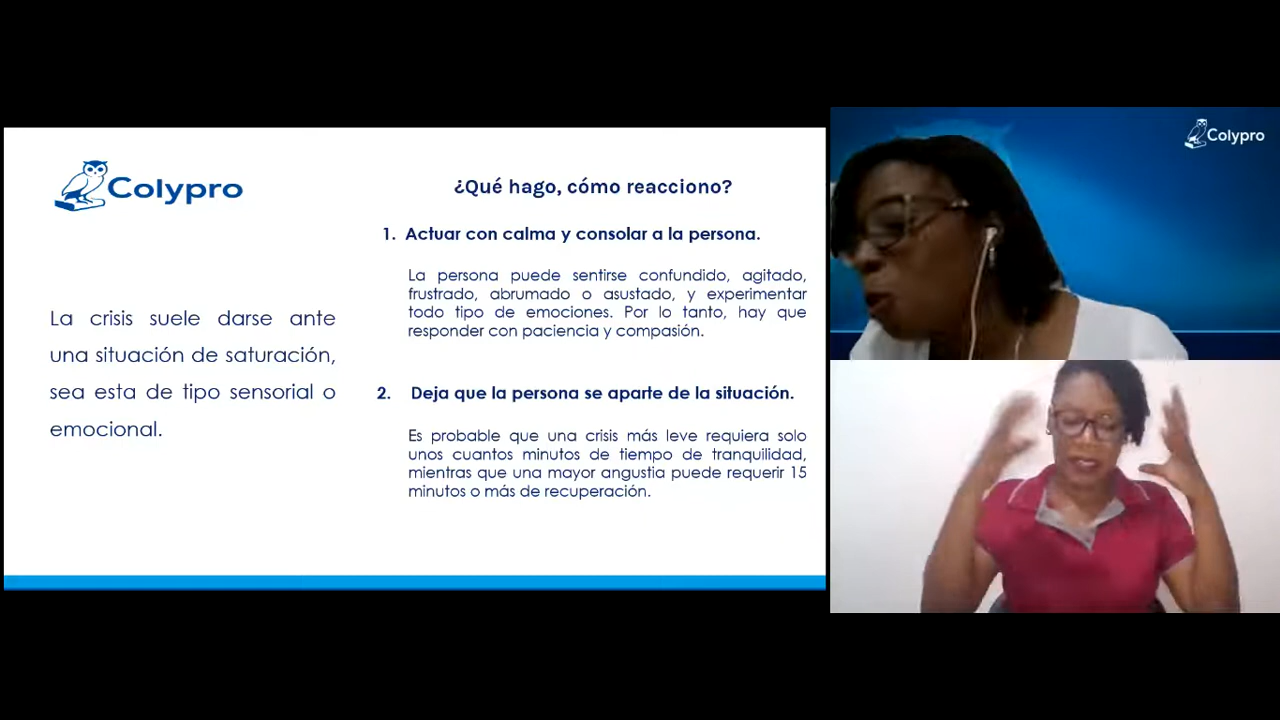 Colypro
La crisis suele darse ante
una situación de saturación,
sea esta de tipo sensorial o
emocional.
¿Qué hago, cómo reacciono?
1. Actuar con calma y consolar a la persona.
La persona puede sentirse confundido, agitado,
frustrado, abrumado o asustado, y experimentar
todo tipo de emociones. Por lo tanto, hay que
responder con paciencia y compasión.
2. Deja que la persona se aparte de la situación.
Es probable que una crisis más leve requiera solo
unos cuantos minutos de tiempo de tranquilidad,
mientras que una mayor angustia puede requerir 15
minutos o más de recuperación.
Colypro